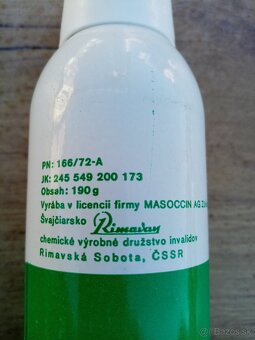 PN: 166/72-A
JK: 245 549 200 173
Obsah: 190g
Vyrába v licencii firmy MASOCCIN AG
Švajčiarsko Rimavan
chemické výrobné družstvo invalidov
Rimavská Sobota, ČSSR